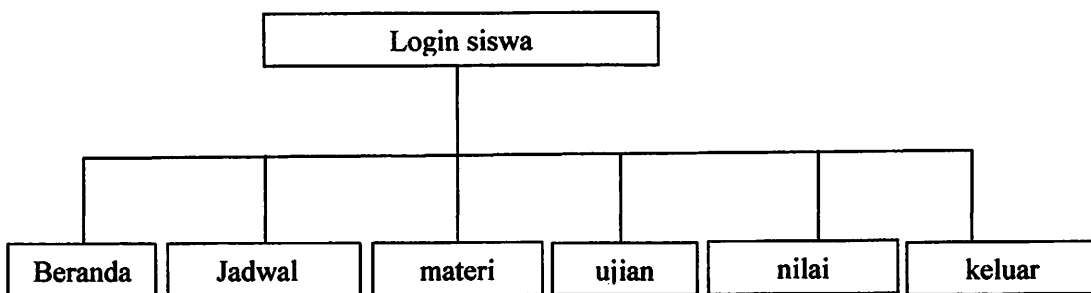 Login siswa
Beranda
Jadwal
materi
ujian
nilai
keluar